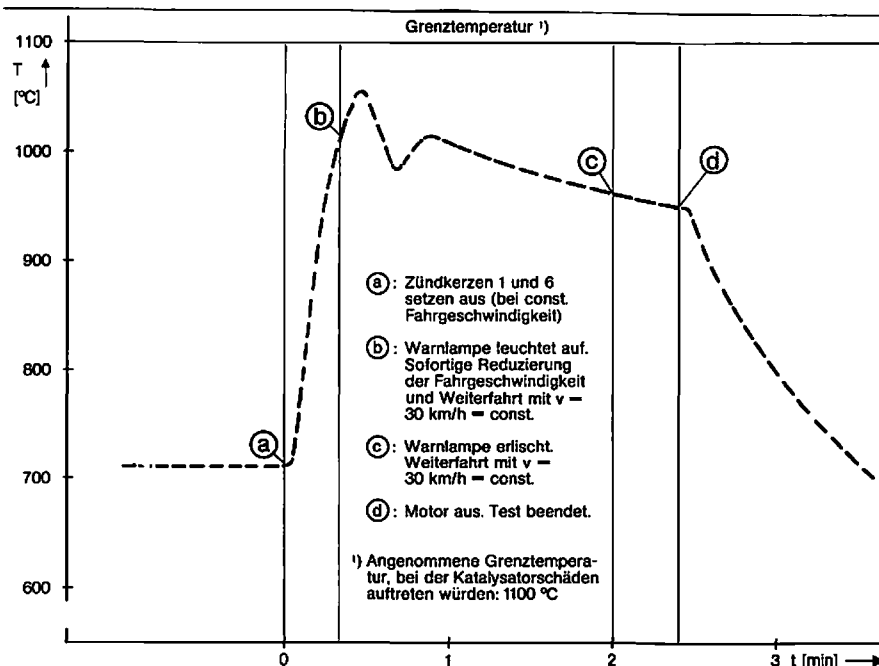 Grenztemperatur ¹)
1100
T
[°C]
b
1000
c
d
900
a: Zündkerzen 1 und 6
setzen aus (bei const.
Fahrgeschwindigkeit)
800
b: Warnlampe leuchtet auf.
Sofortige Reduzierung
der Fahrgeschwindigkeit
und Weiterfahrt mit v =
30 km/h = const.
a
700
c: Warnlampe erlischt.
Weiterfahrt mit v =
30 km/h = const.
d: Motor aus. Test beendet.
600
¹) Angenommene Grenztempera-
tur, bei der Katalysatorschäden
auftreten würden: 1100 °C
0
1
2
3
t [min]